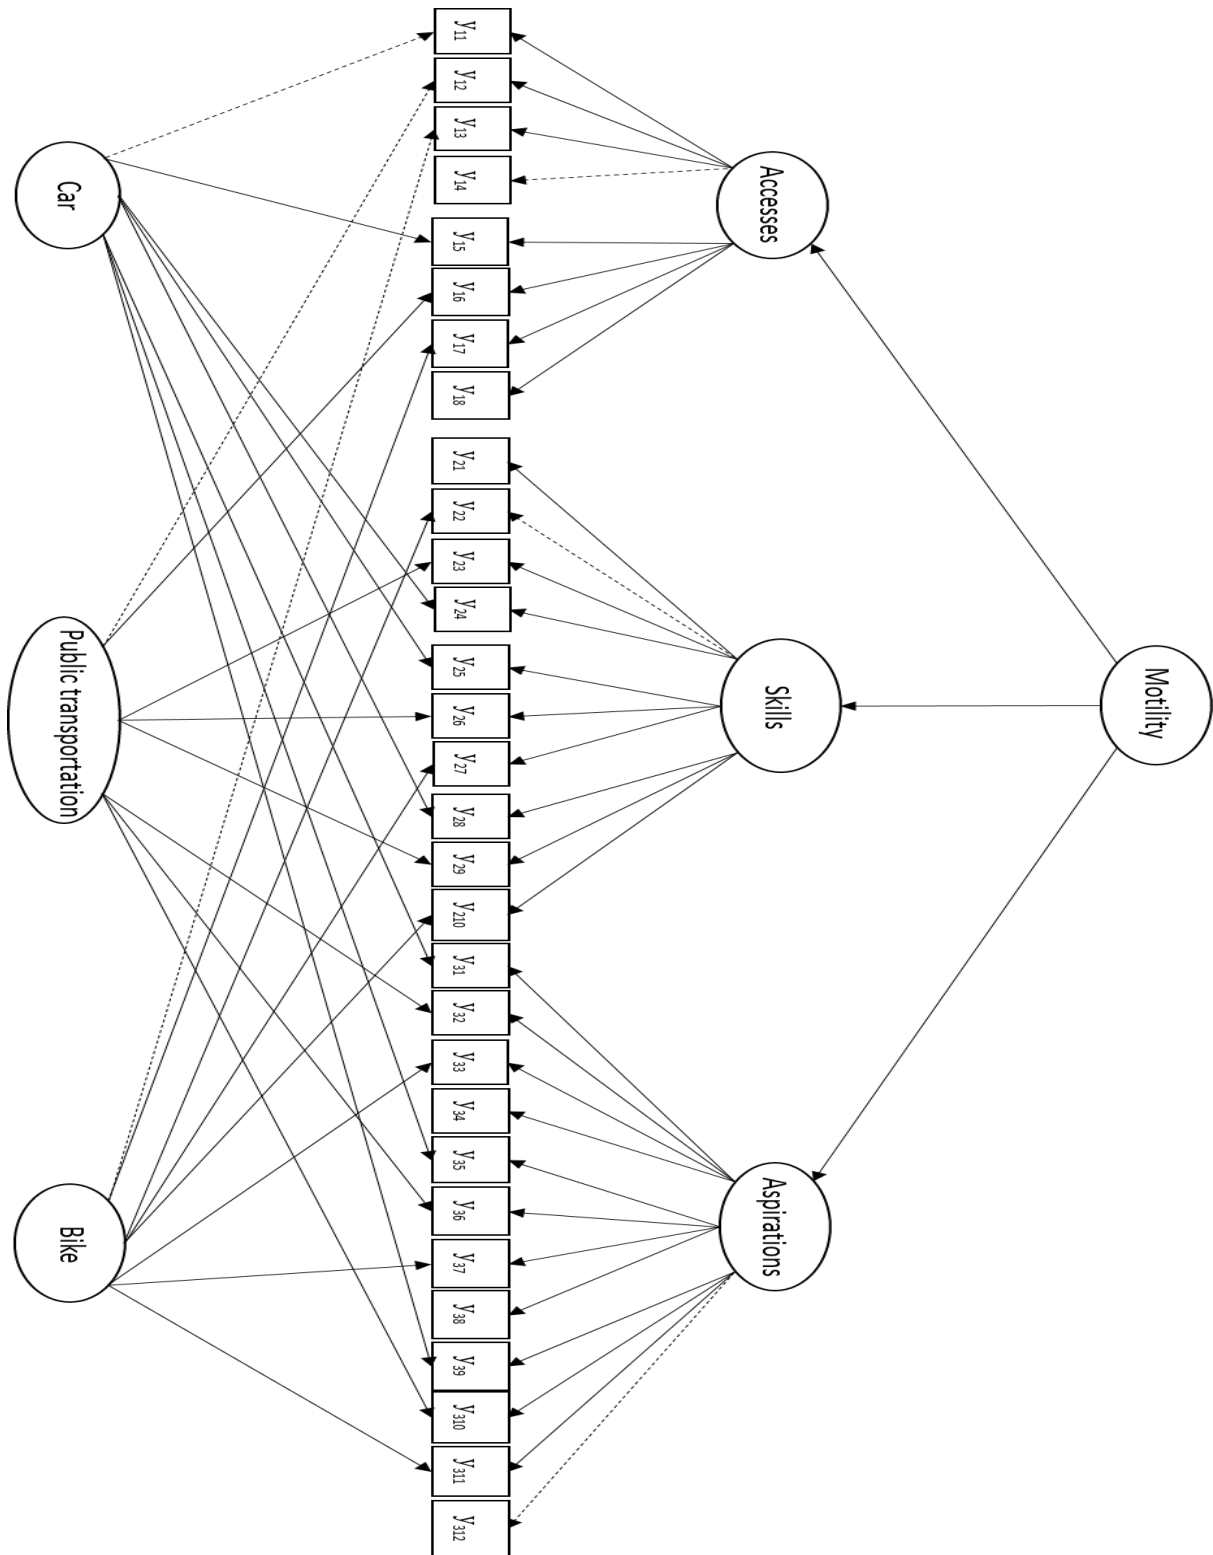 Motility
Accesses
Skills
Aspirations
y11
y12
y13
y14
y15
y16
y17
y18
y21
y22
y23
y24
y25
y26
y27
y28
y29
y210
y31
y32
y33
y34
y35
y36
y37
y38
y39
y310
y311
y312
Car
Public transportation
Bike